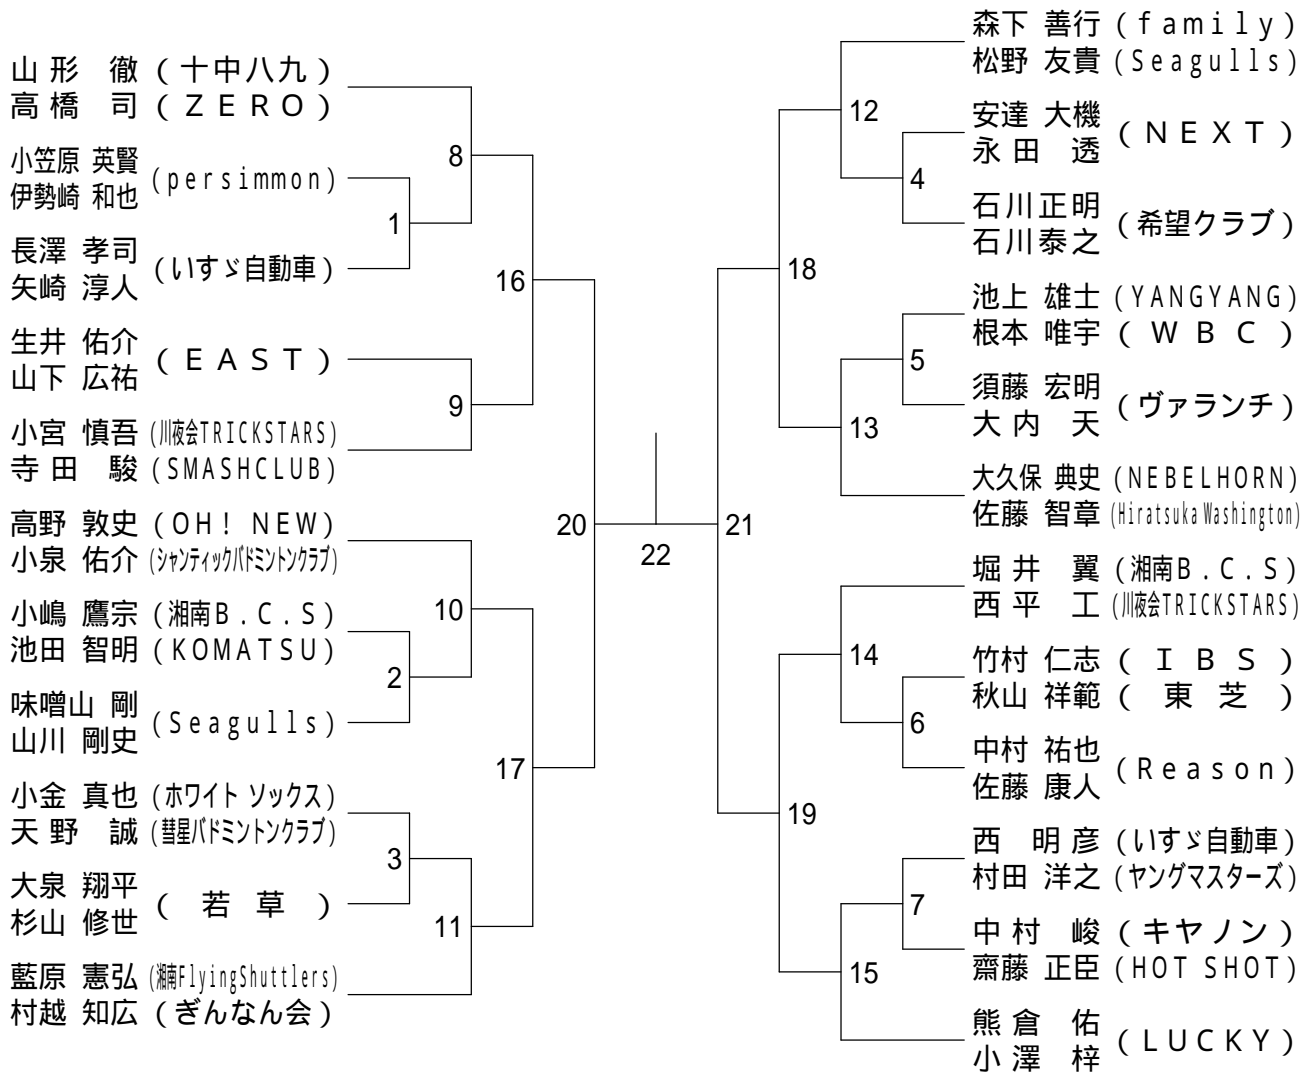 山形 徹 (十中八九)
高橋 司 (ZERO)
小笠原 英賢 (persimmon)
伊勢崎 和也
長澤 孝司 (いすゞ自動車)
矢崎 淳人
生井 佑介 (EAST)
山下 広祐
小宮 慎吾 (川夜会TRICKSTARS)
寺田 駿 (SMASHCLUB)
高野 敦史 (OH! NEW)
小泉 佑介 (シャンティックバドミントンクラブ)
小嶋 鷹宗 (湘南B.C.S)
池田 智明 (KOMATSU)
味噌山 剛 (Seagulls)
山川 剛史
小金 真也 (ホワイト ソックス)
天野 誠 (彗星バドミントンクラブ)
大泉 翔平 (若草)
杉山 修世
藍原 憲弘 (湘南FlyingShuttlers)
村越 知広 (ぎんなん会)
8
1
16
9
10
2
17
3
11
20
22
21
12
4
18
5
13
14
6
19
7
15
森下 善行 (family)
松野 友貴 (Seagulls)
安達 大機 (NEXT)
永田 透
石川正明 (希望クラブ)
石川泰之
池上 雄士 (YANGYANG)
根本 唯宇 (WBC)
須藤 宏明 (ヴァランチ)
大内 天
大久保 典史 (NEBELHORN)
佐藤 智章 (Hiratsuka Washington)
堀井 翼 (湘南B.C.S)
西平 工 (川夜会TRICKSTARS)
竹村 仁志 (IBS)
秋山 祥範 (東芝)
中村 祐也 (Reason)
佐藤 康人
西 明彦 (いすゞ自動車)
村田 洋之 (ヤングマスターズ)
中村 峻 (キヤノン)
齋藤 正臣 (HOT SHOT)
熊倉 佑 (LUCKY)
小澤 梓